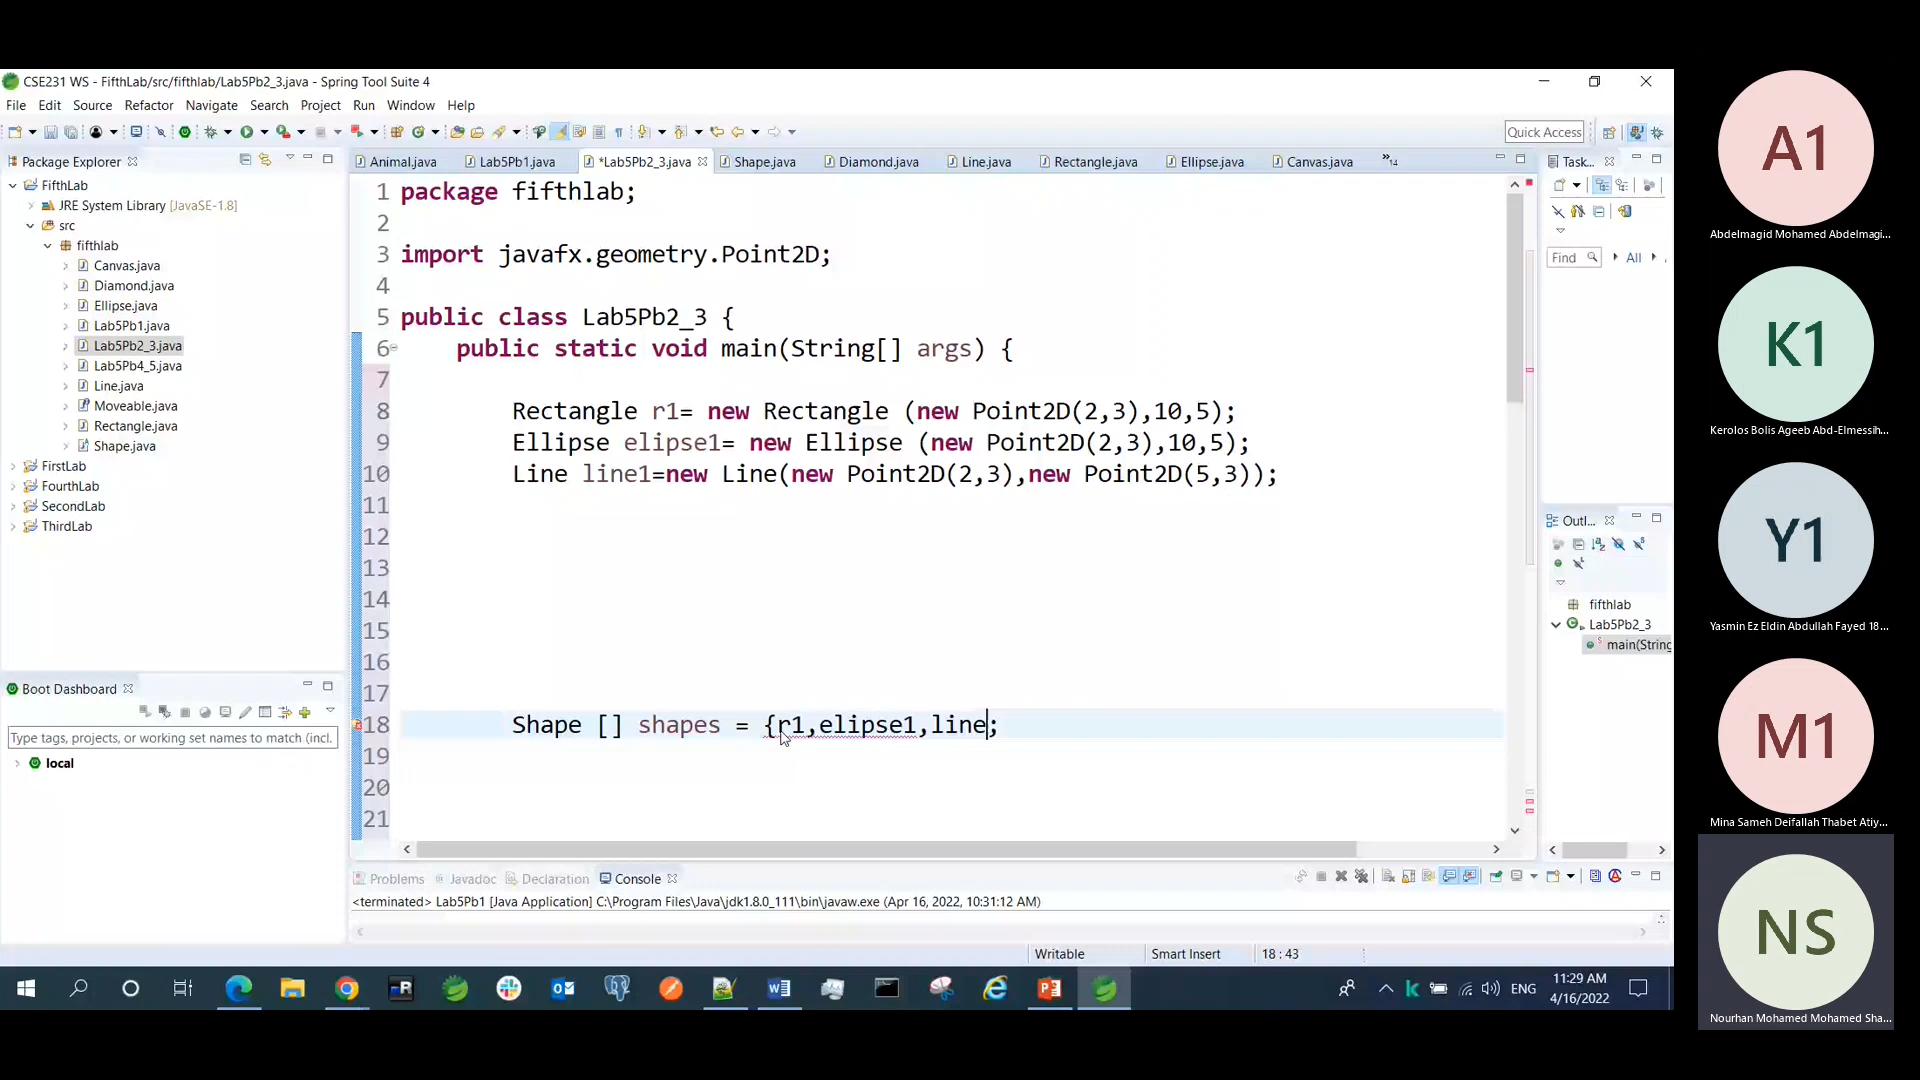 CSE231 WS - FifthLab/src/fifthlab/Lab5Pb2_3.java - Spring Tool Suite 4
File Edit Source Refactor Navigate Search Project Run Window Help
Quick Access
Package Explorer
FifthLab
JRE System Library [JavaSE-1.8]
src
fifthlab
Canvas.java
Diamond.java
Ellipse.java
Lab5Pb1.java
Lab5Pb2_3.java
Lab5Pb4_5.java
Line.java
Moveable.java
Rectangle.java
Shape.java
FirstLab
FourthLab
SecondLab
ThirdLab
Boot Dashboard
Type tags, projects, or working set names to match (incl.
local
Animal.java Lab5Pb1.java *Lab5Pb2_3.java Shape.java Diamond.java Line.java Rectangle.java Ellipse.java Canvas.java »14
1 package fifthlab;
2
3 import javafx.geometry.Point2D;
4
5 public class Lab5Pb2_3 {
6 public static void main(String[] args) {
7
8 Rectangle r1= new Rectangle (new Point2D(2,3),10,5);
9 Ellipse elipse1= new Ellipse (new Point2D(2,3),10,5);
10 Line line1=new Line(new Point2D(2,3),new Point2D(5,3));
11
12
13
14
15
16
17
18 Shape [] shapes = {r1,elipse1,line;
19
20
21
Problems Javadoc Declaration Console
<terminated> Lab5Pb1 [Java Application] C:\Program Files\Java\jdk1.8.0_111\bin\javaw.exe (Apr 16, 2022, 10:31:12 AM)
Writable Smart Insert 18 : 43
Task...
Find All
Outl...
fifthlab
Lab5Pb2_3
main(String
ENG
11:29 AM
4/16/2022
A1
Abdelmagid Mohamed Abdelmagi...
K1
Kerolos Bolis Ageeb Abd-Elmessih...
Y1
Yasmin Ez Eldin Abdullah Fayed 18...
M1
Mina Sameh Deifallah Thabet Atiy...
NS
Nourhan Mohamed Mohamed Sha...